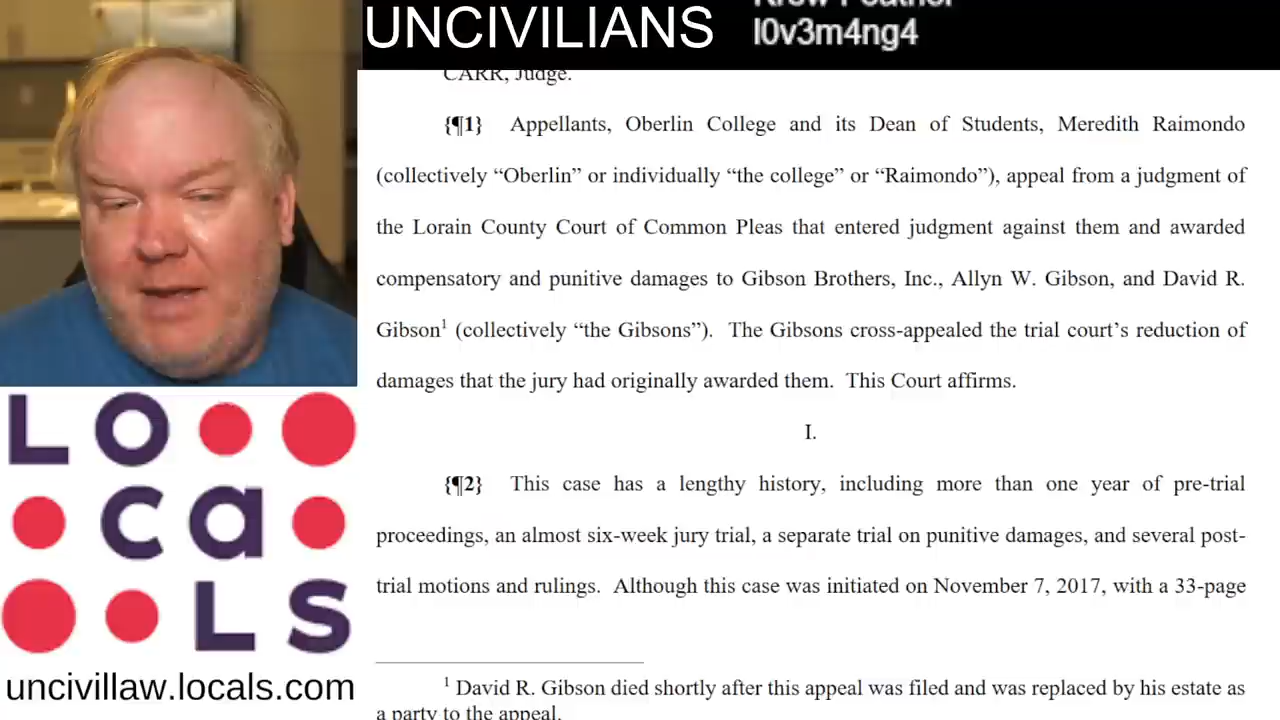 UNCIVILIANS
l0v3m4ng4
CARR, Judge.
{¶1} Appellants, Oberlin College and its Dean of Students, Meredith Raimondo
(collectively “Oberlin” or individually “the college” or “Raimondo”), appeal from a judgment of
the Lorain County Court of Common Pleas that entered judgment against them and awarded
compensatory and punitive damages to Gibson Brothers, Inc., Allyn W. Gibson, and David R.
Gibson¹ (collectively “the Gibsons”). The Gibsons cross-appealed the trial court’s reduction of
damages that the jury had originally awarded them. This Court affirms.
I.
{¶2} This case has a lengthy history, including more than one year of pre-trial
proceedings, an almost six-week jury trial, a separate trial on punitive damages, and several post-
trial motions and rulings. Although this case was initiated on November 7, 2017, with a 33-page
¹ David R. Gibson died shortly after this appeal was filed and was replaced by his estate as
a party to the appeal.
LO
ca
LS
uncivillaw.locals.com